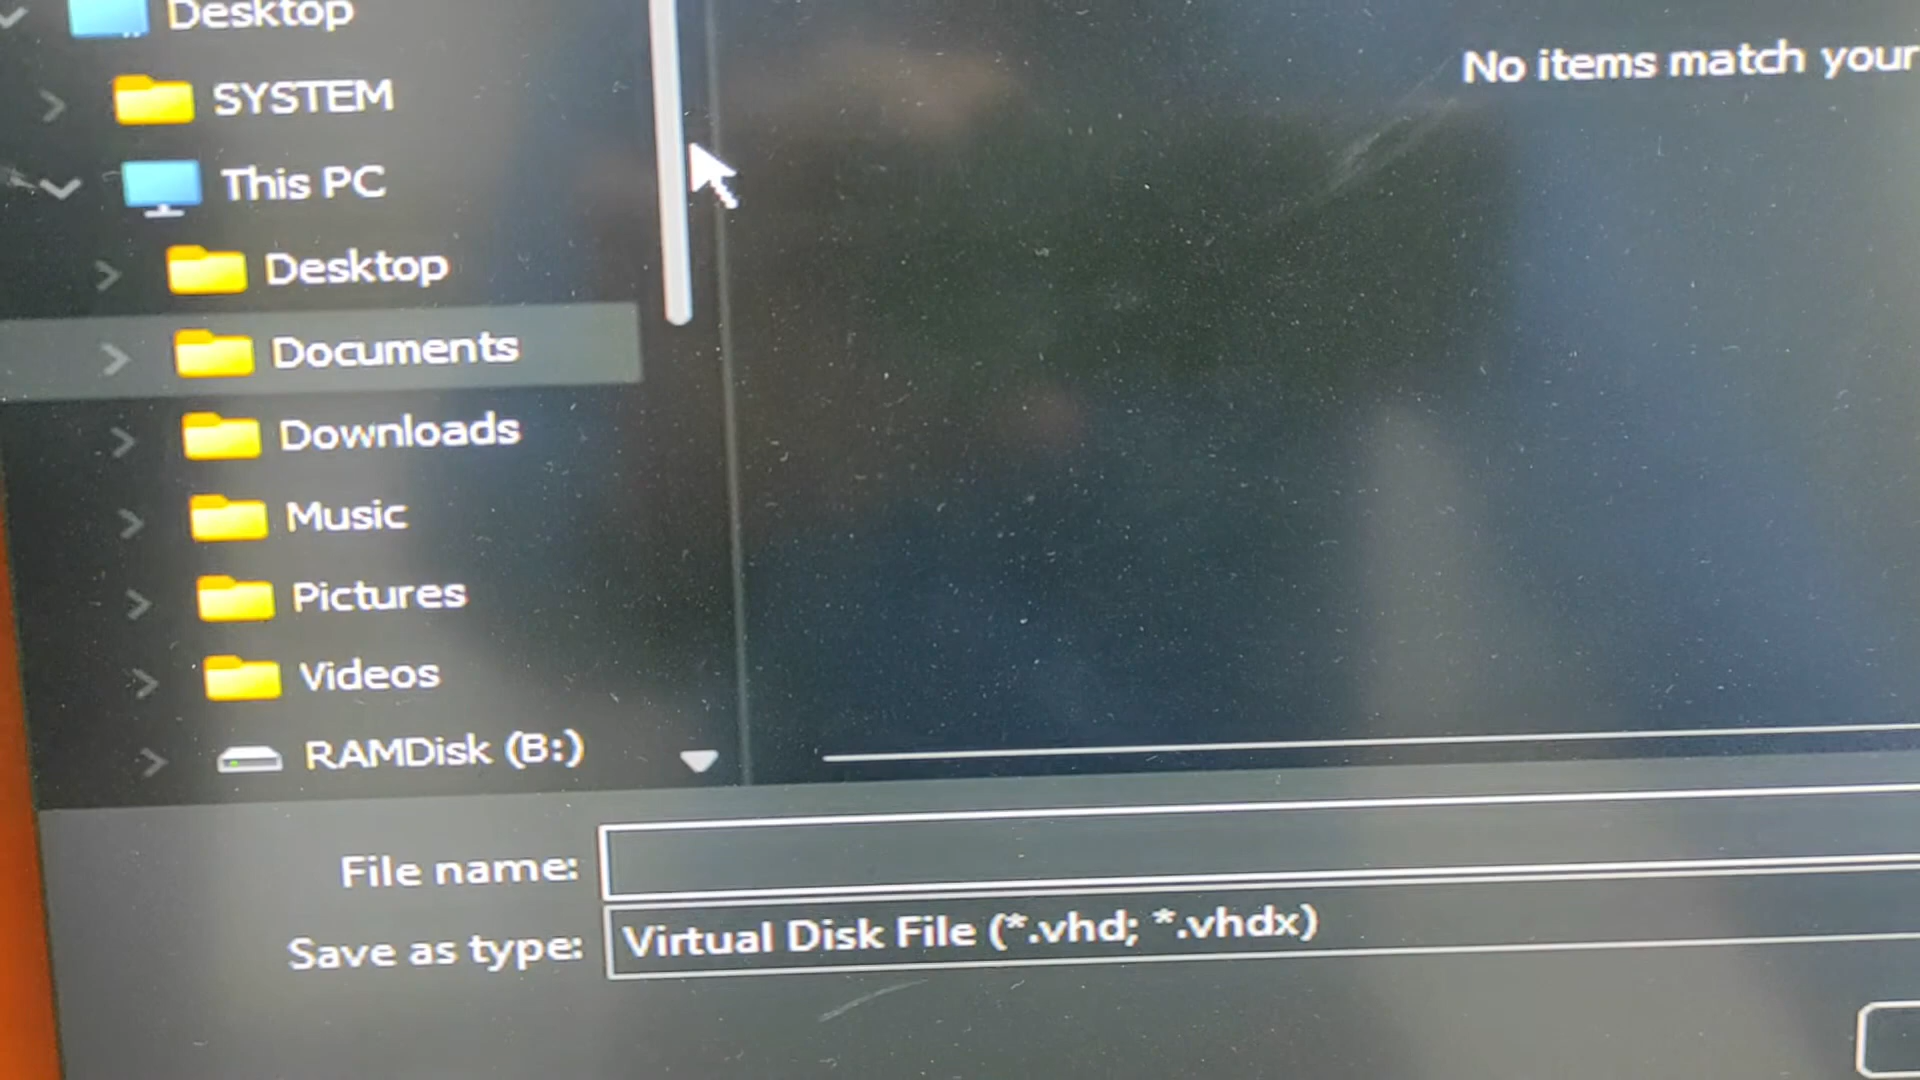 Desktop
SYSTEM
This PC
Desktop
Documents
Downloads
Music
Pictures
Videos
RAMDisk (B:)
No items match your
File name:
Save as type: Virtual Disk File (*.vhd; *.vhdx)